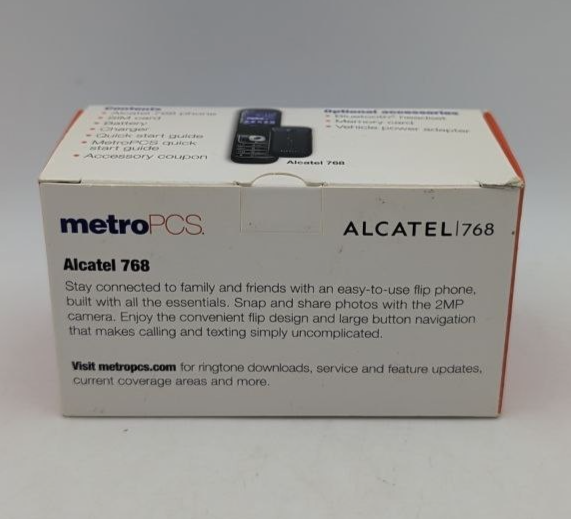 Contents
• Alcatel 768 phone
• SIM card
• Battery
• Charger
• Quick start guide
• MetroPCS quick
start guide
• Accessory coupon
Alcatel 768
Optional accessories
• Bluetooth® headset
• Memory card
• Vehicle power adapter
metroPCS.
ALCATEL|768
Alcatel 768
Stay connected to family and friends with an easy-to-use flip phone,
built with all the essentials. Snap and share photos with the 2MP
camera. Enjoy the convenient flip design and large button navigation
that makes calling and texting simply uncomplicated.
Visit metropcs.com for ringtone downloads, service and feature updates,
current coverage areas and more.